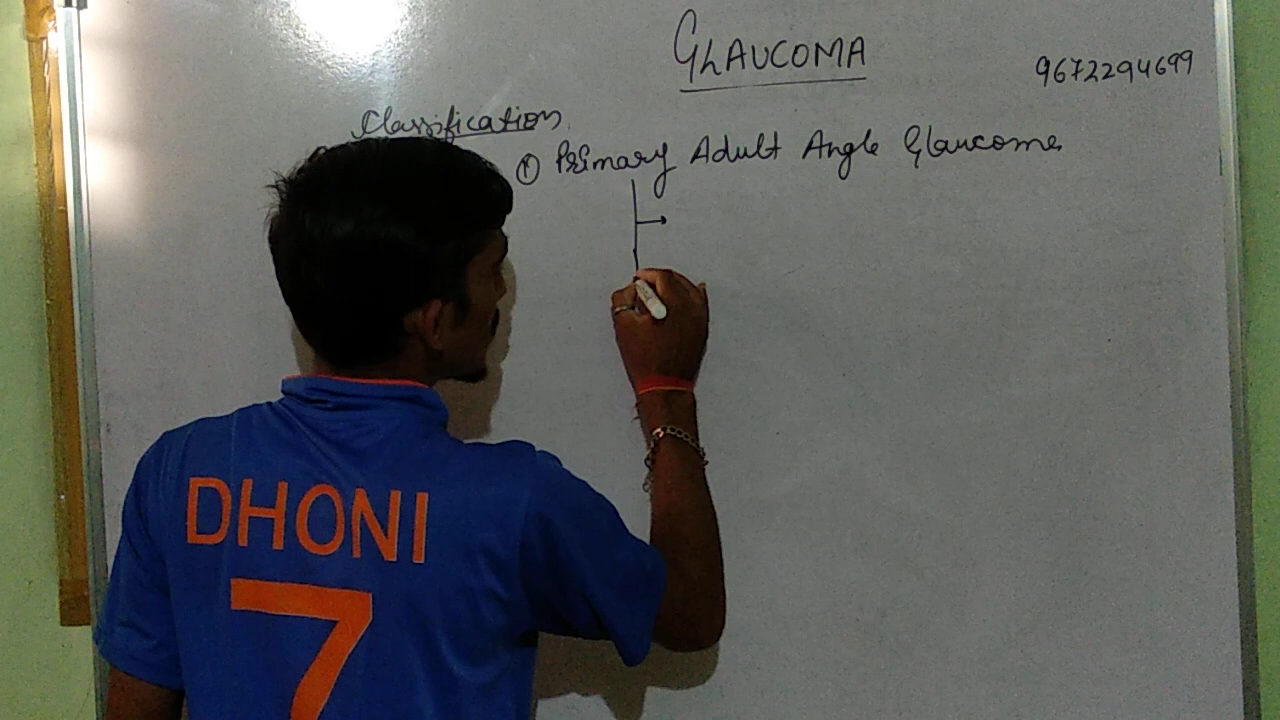 GLAUCOMA
9672294699
Classification
① Primary Adult Angle Glaucoma
DHONI
7